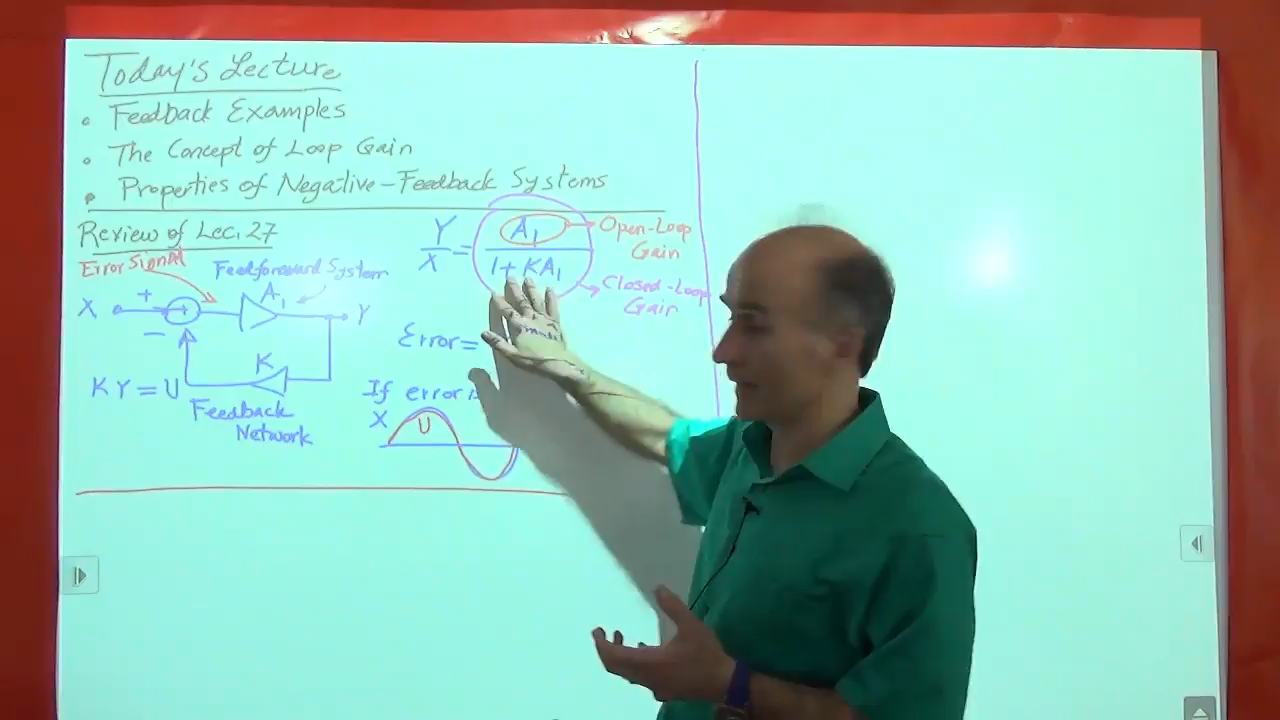 Today's Lecture
• Feedback Examples
• The Concept of Loop Gain
• Properties of Negative-Feedback Systems
Review of Lec. 27
Error Signal
Feedforward System
X + + − A1 Y
K
KY = U
Feedback
Network
Y/X = A1/(1+KA1)
Open-Loop
Gain
Closed-Loop
Gain
Error =
If error
X U